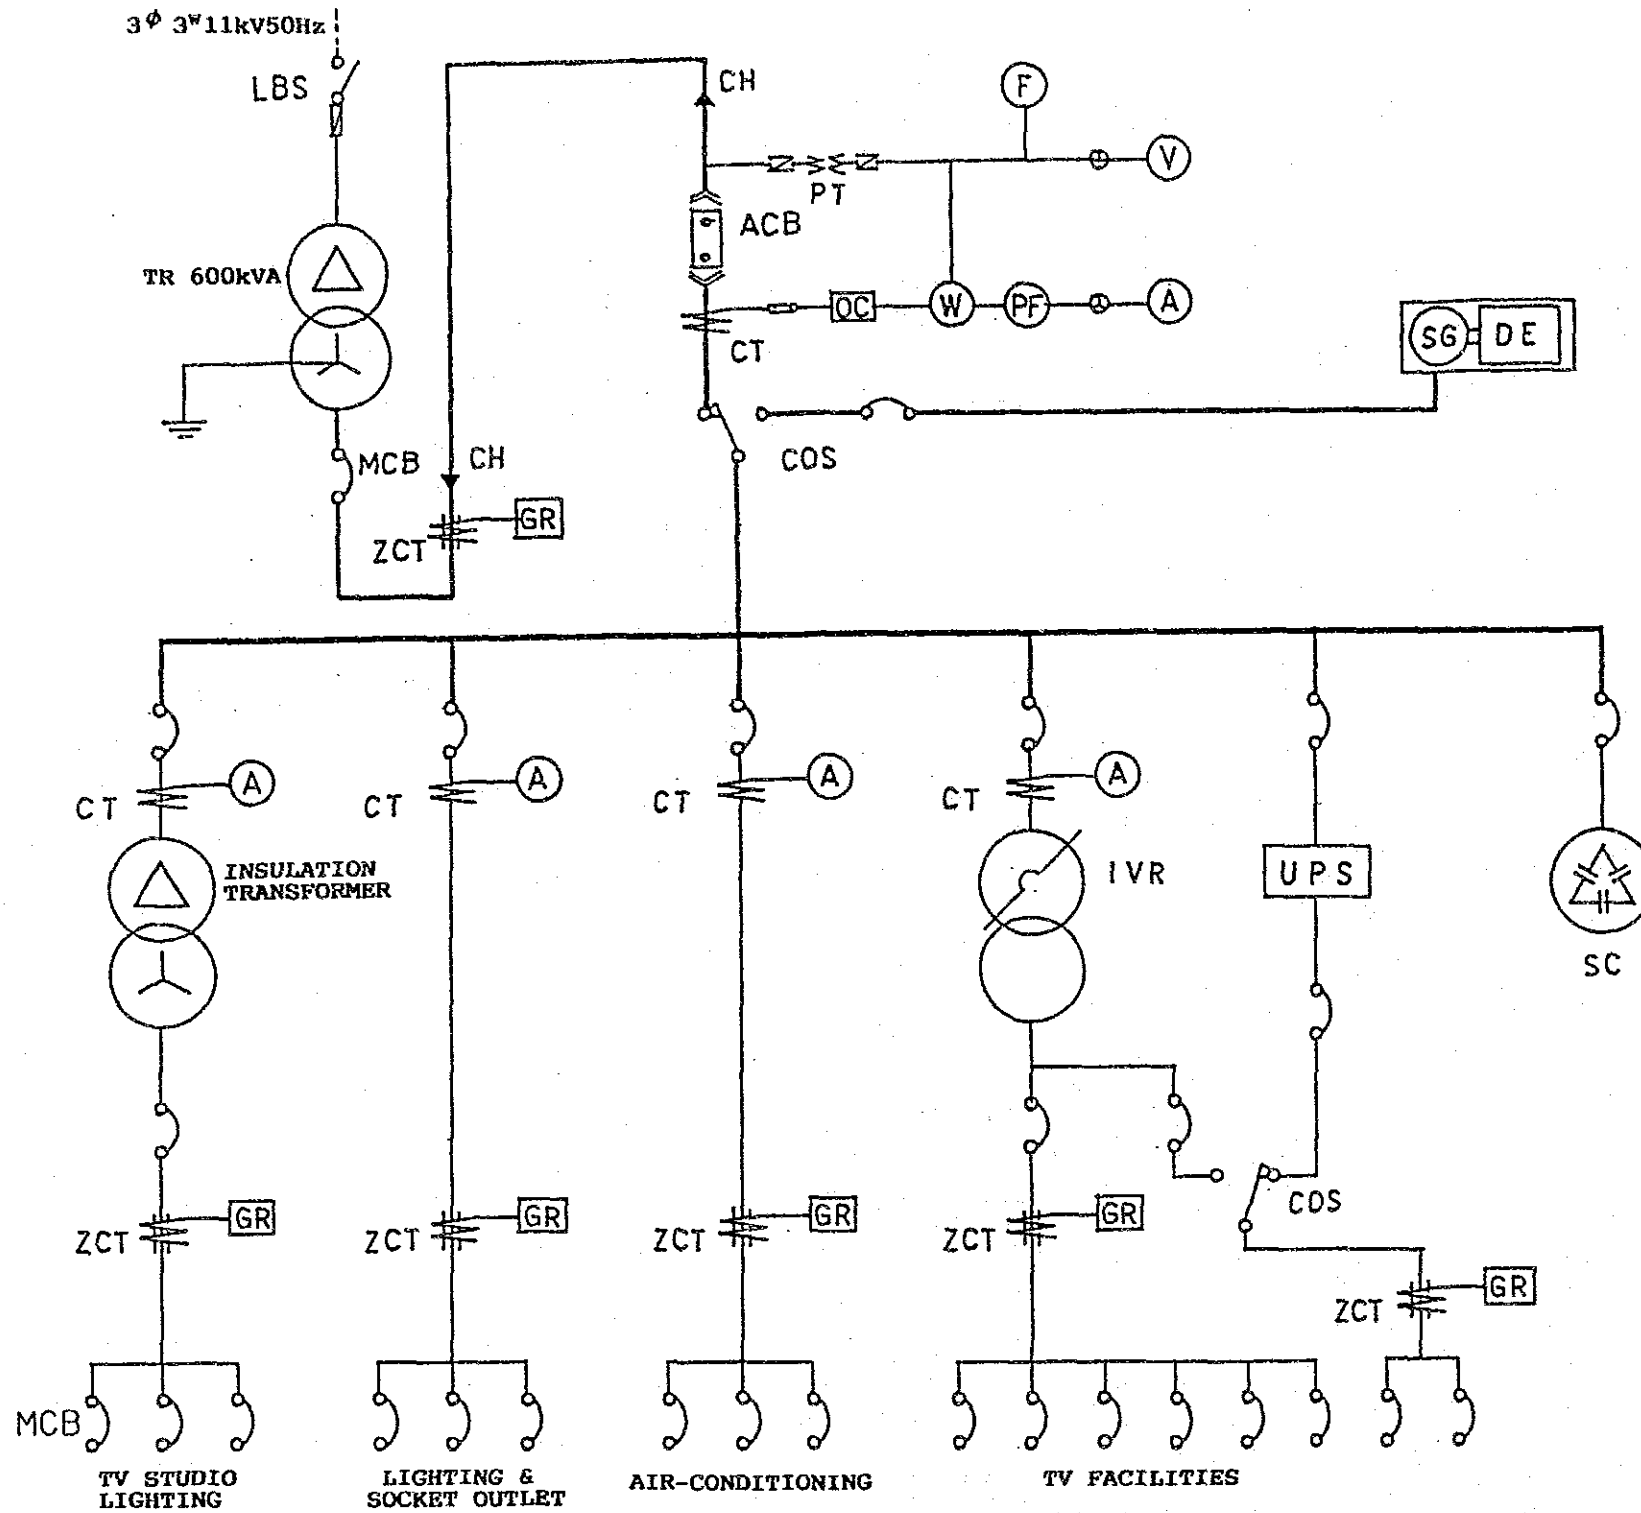 3φ 3W 11kV50Hz
LBS
CH
F
V
PT
ACB
TR 600kVA
OC
W
PF
A
CT
SG
DE
MCB
CH
COS
GR
ZCT
A
A
A
A
CT
CT
CT
CT
INSULATION
TRANSFORMER
IVR
UPS
SC
COS
GR
GR
GR
GR
ZCT
ZCT
ZCT
ZCT
GR
ZCT
MCB
TV STUDIO
LIGHTING
LIGHTING &
SOCKET OUTLET
AIR-CONDITIONING
TV FACILITIES